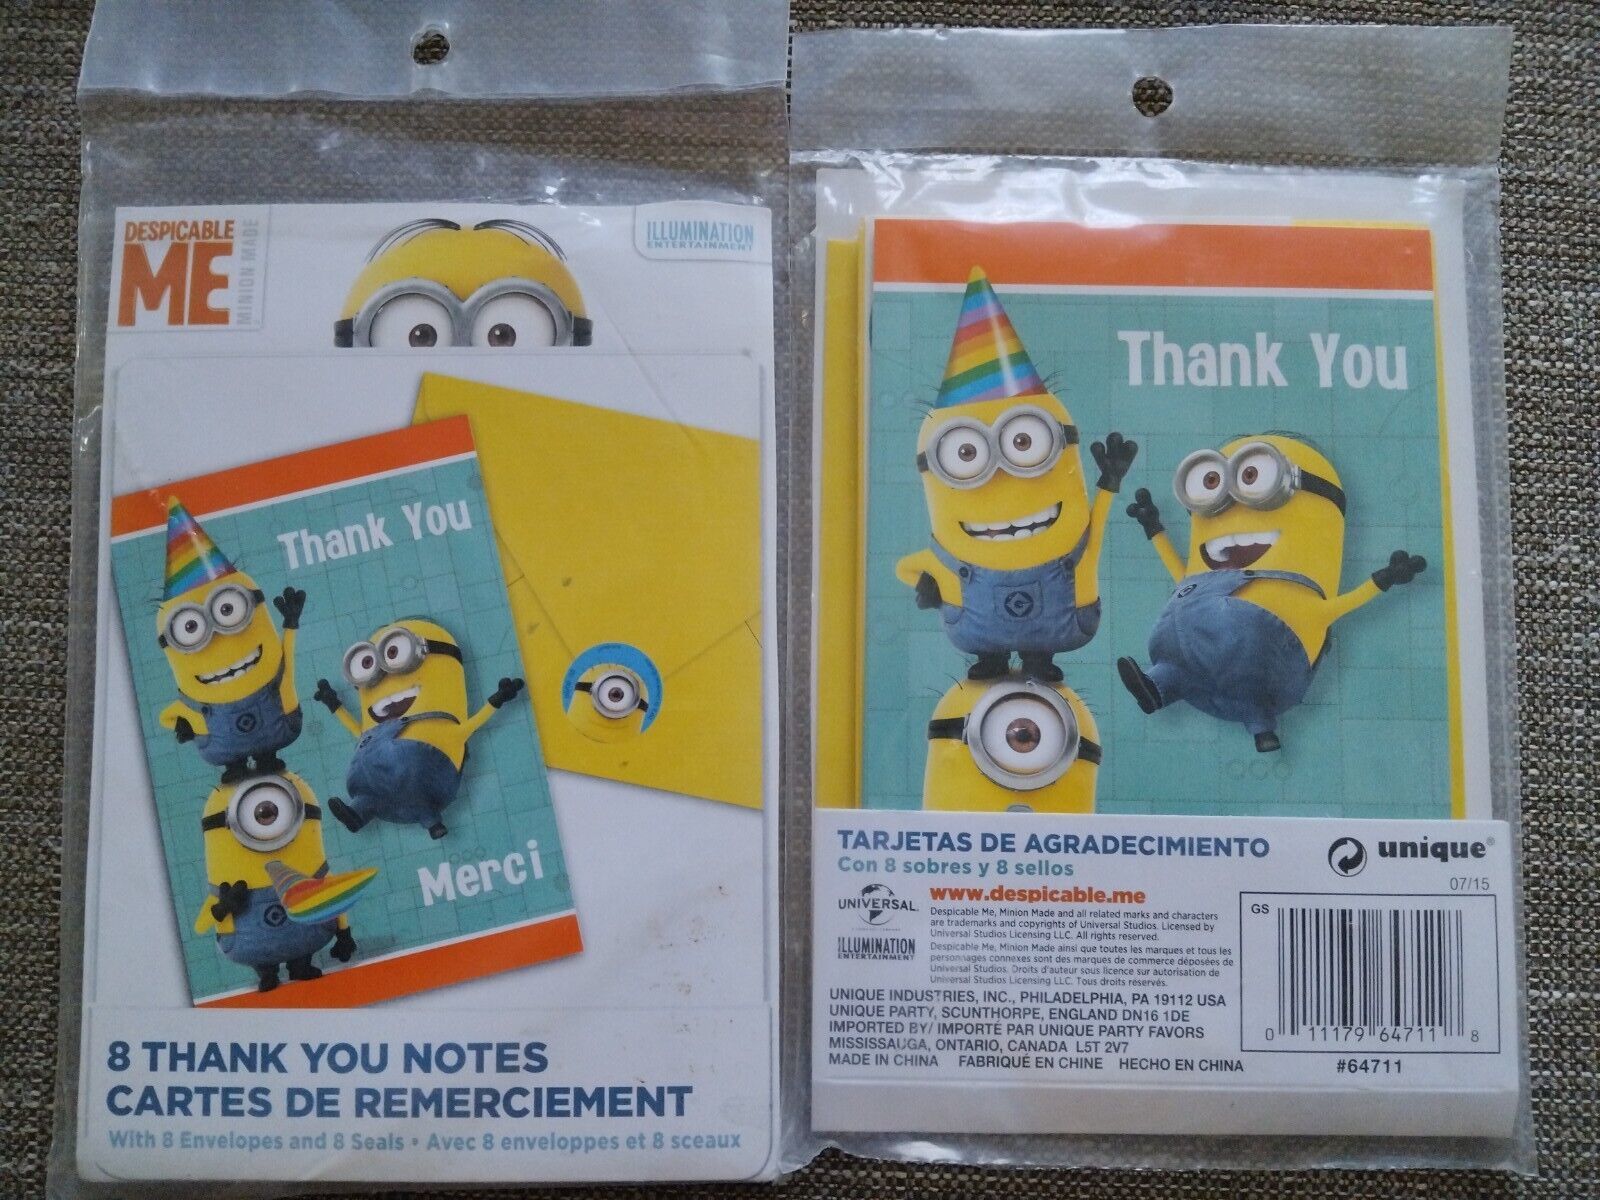 DESPICABLE
ME
MINION MADE
ILLUMINATION
ENTERTAINMENT
Thank You
Merci
8 THANK YOU NOTES
CARTES DE REMERCIEMENT
With 8 Envelopes and 8 Seals • Avec 8 enveloppes et 8 sceaux
Thank You
TARJETAS DE AGRADECIMIENTO
Con 8 sobres y 8 sellos
unique®
07/15
UNIVERSAL
www.despicable.me
Despicable Me, Minion Made and all related marks and characters
are trademarks and copyrights of Universal Studios. Licensed by
Universal Studios Licensing LLC. All rights reserved.
ILLUMINATION
ENTERTAINMENT
Despicable Me, Minion Made ainsi que toutes les marques et tous les
personnages connexes sont des marques de commerce déposées de
Universal Studios. Droits d'auteur sous licence sur autorisation de
Universal Studios Licensing LLC. Tous droits réservés.
UNIQUE INDUSTRIES, INC., PHILADELPHIA, PA 19112 USA
UNIQUE PARTY, SCUNTHORPE, ENGLAND DN16 1DE
IMPORTED BY/ IMPORTÉ PAR UNIQUE PARTY FAVORS
MISSISSAUGA, ONTARIO, CANADA L5T 2V7
MADE IN CHINA FABRIQUÉ EN CHINE HECHO EN CHINA
GS
0 11179 64711 8
#64711